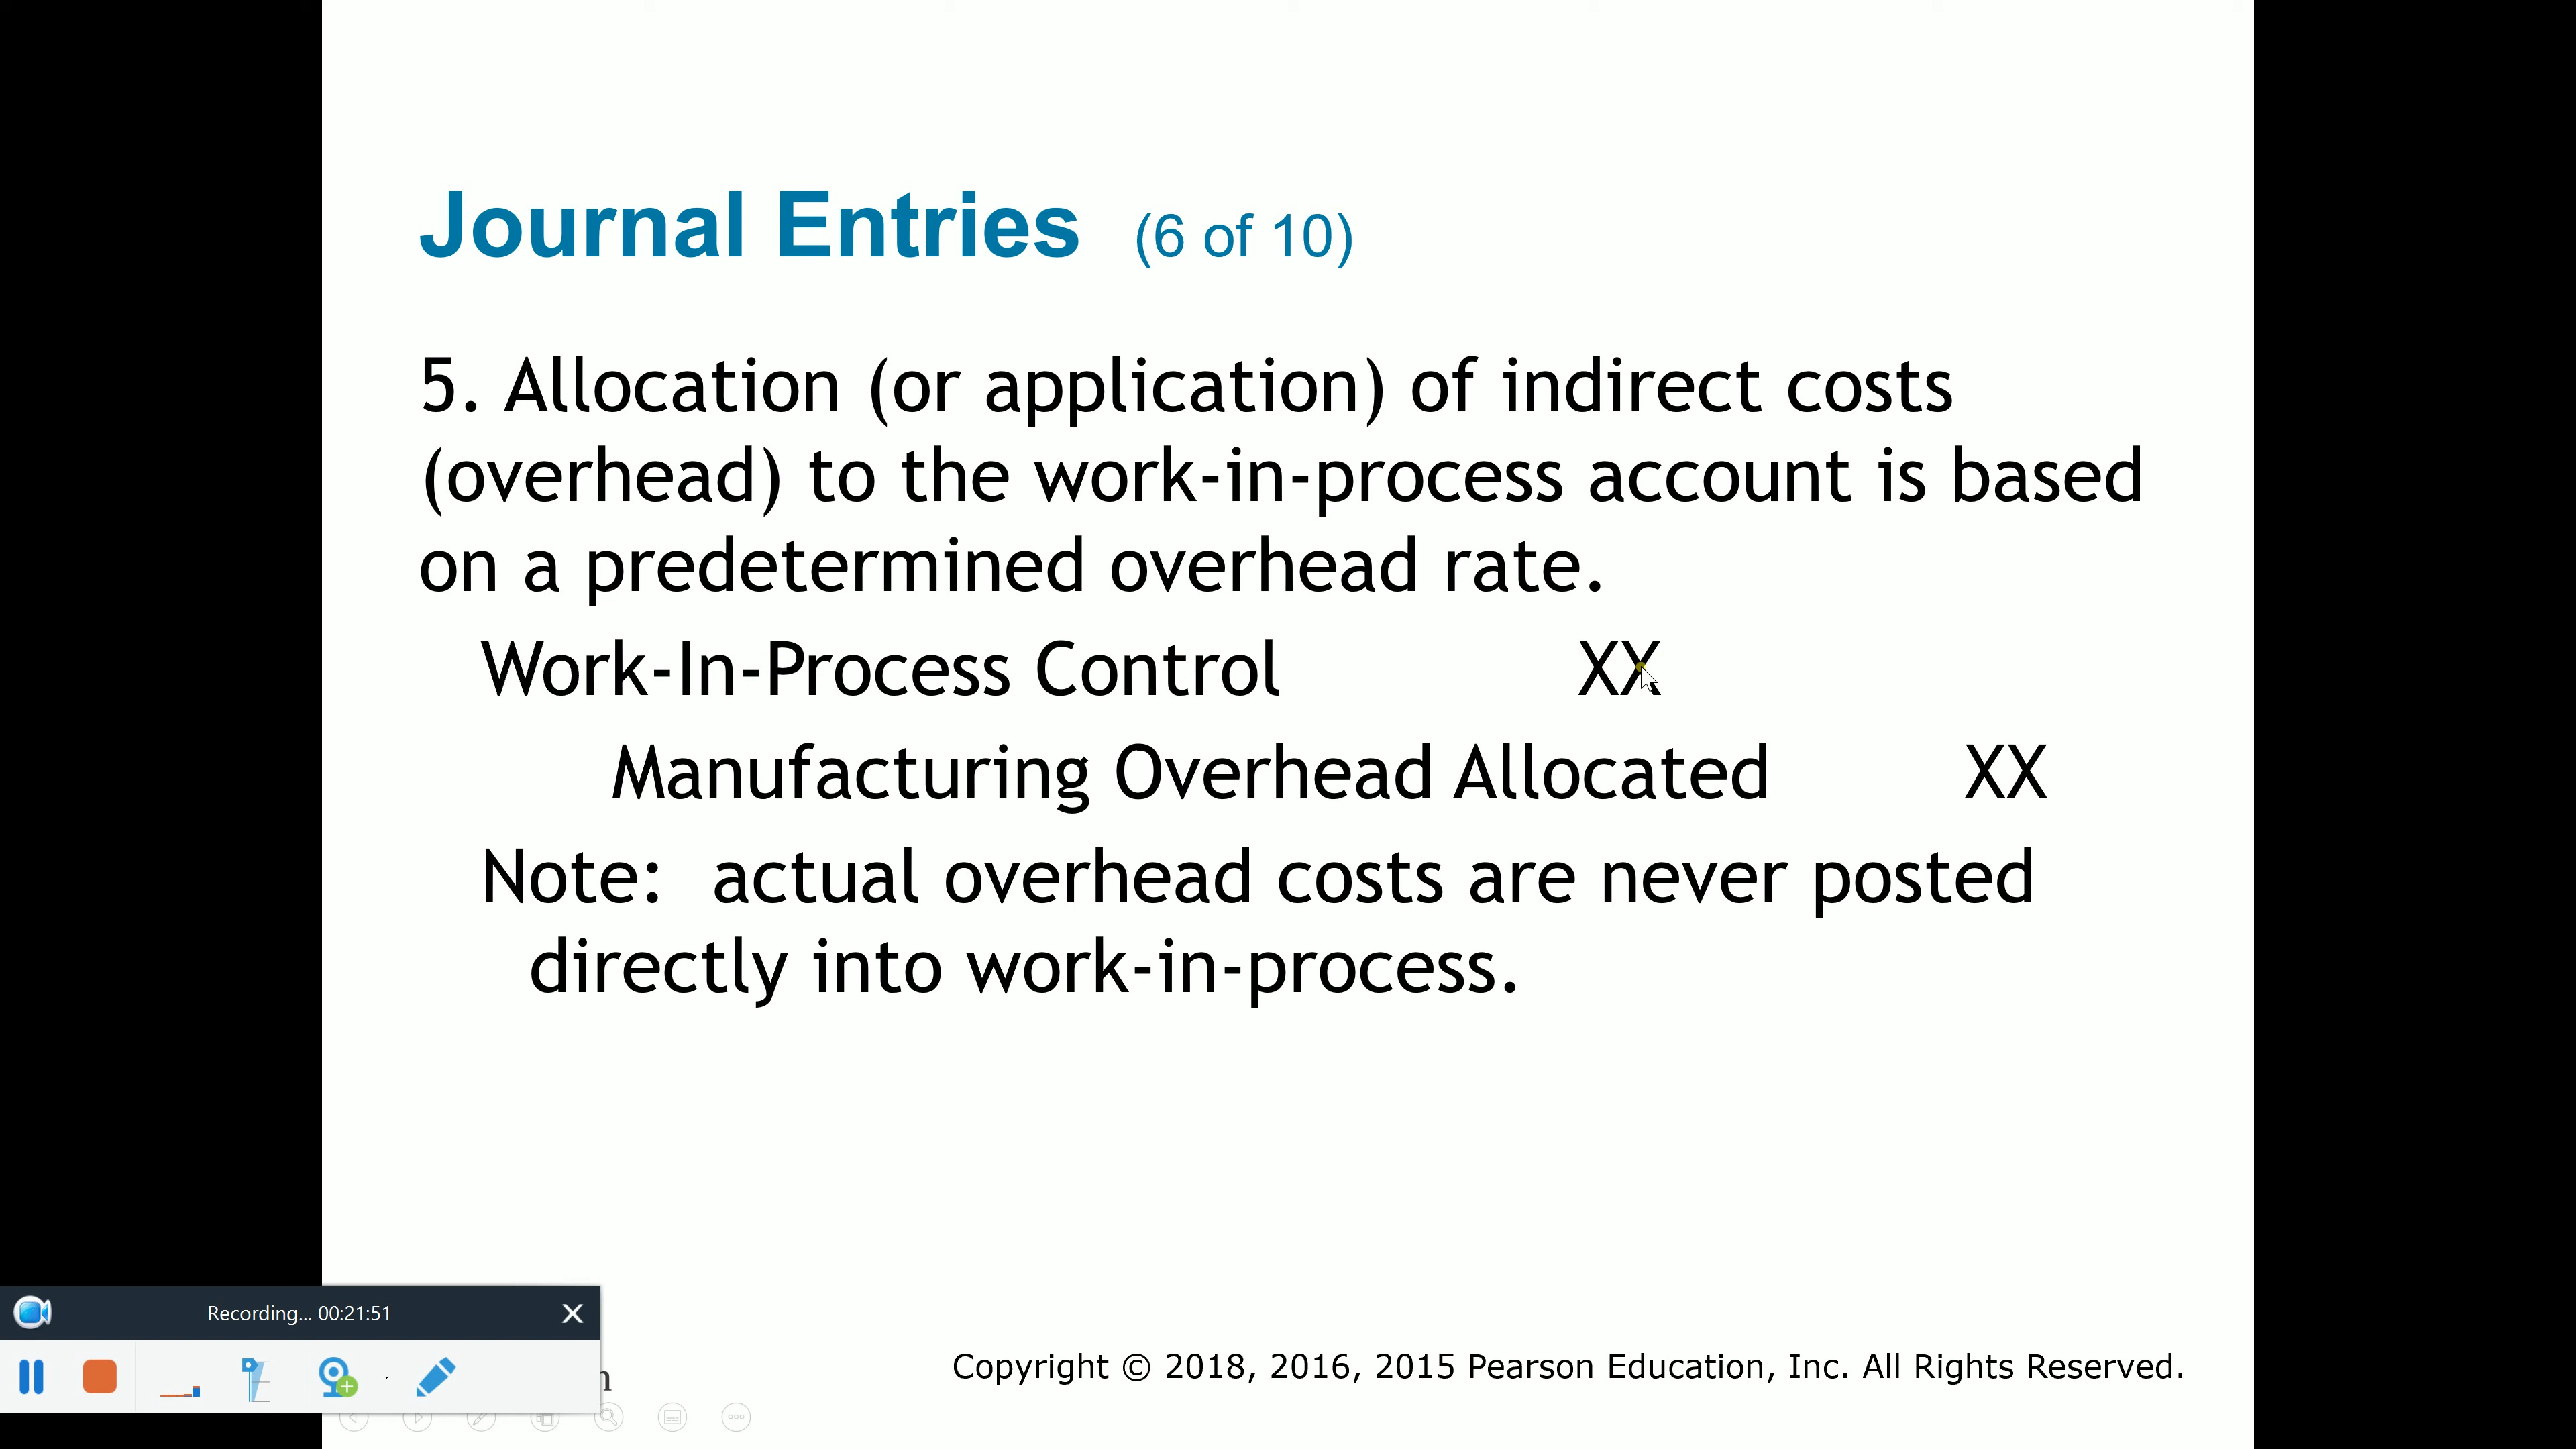 Journal Entries (6 of 10)
5. Allocation (or application) of indirect costs
(overhead) to the work-in-process account is based
on a predetermined overhead rate.
Work-In-Process Control XX
Manufacturing Overhead Allocated XX
Note: actual overhead costs are never posted
directly into work-in-process.
Recording... 00:21:51
Copyright © 2018, 2016, 2015 Pearson Education, Inc. All Rights Reserved.